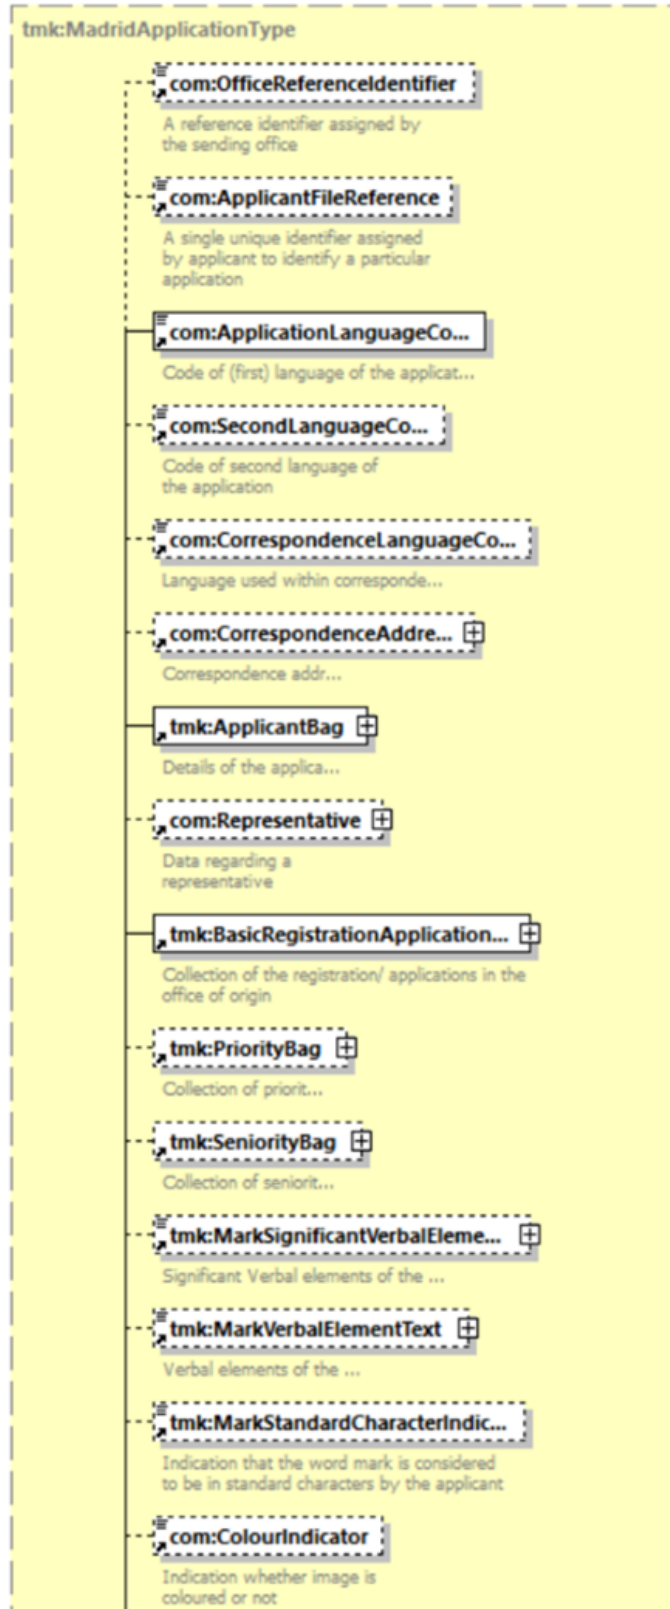 tmk:MadridApplicationType
com:OfficeReferenceIdentifier
A reference identifier assigned by
the sending office
com:ApplicantFileReference
A single unique identifier assigned
by applicant to identify a particular
application
com:ApplicationLanguageCo...
Code of (first) language of the applicat...
com:SecondLanguageCo...
Code of second language of
the application
com:CorrespondenceLanguageCo...
Language used within corresponde...
com:CorrespondenceAddre...
Correspondence addr...
tmk:ApplicantBag
Details of the applica...
com:Representative
Data regarding a
representative
tmk:BasicRegistrationApplication...
Collection of the registration/ applications in the
office of origin
tmk:PriorityBag
Collection of priorit...
tmk:SeniorityBag
Collection of seniorit...
tmk:MarkSignificantVerbalEleme...
Significant Verbal elements of the ...
tmk:MarkVerbalElementText
Verbal elements of the ...
tmk:MarkStandardCharacterIndic...
Indication that the word mark is considered
to be in standard characters by the applicant
com:ColourIndicator
Indication whether image is
coloured or not